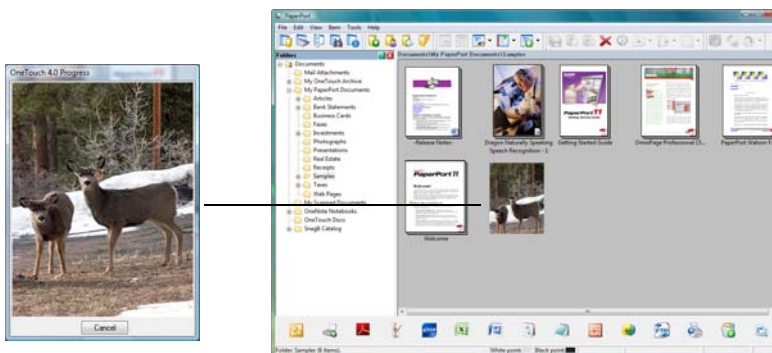 OneTouch 4.0 Progress
Cancel
PaperPort
File Edit View Item Tools Help
Folders
Documents\My PaperPort Documents\Samples
Documents
Mail Attachments
My OneTouch Archive
My PaperPort Documents
Articles
Bank Statements
Business Cards
Faxes
Investments
Photographs
Presentations
Real Estate
Receipts
Samples
Taxes
Web Pages
My Scanned Documents
OneNote Notebooks
OneTouch Docs
SnagIt Catalog
-Release Notes-
Dragon Naturally Speaking
Speech Recognition - 1
Getting Started Guide
OmniPage Professional 15...
PaperPort Watson F
PaperPort 11
PaperPort 11
Welcome!
Welcome
Folder: Samples (8 items).
White point:
Black point: